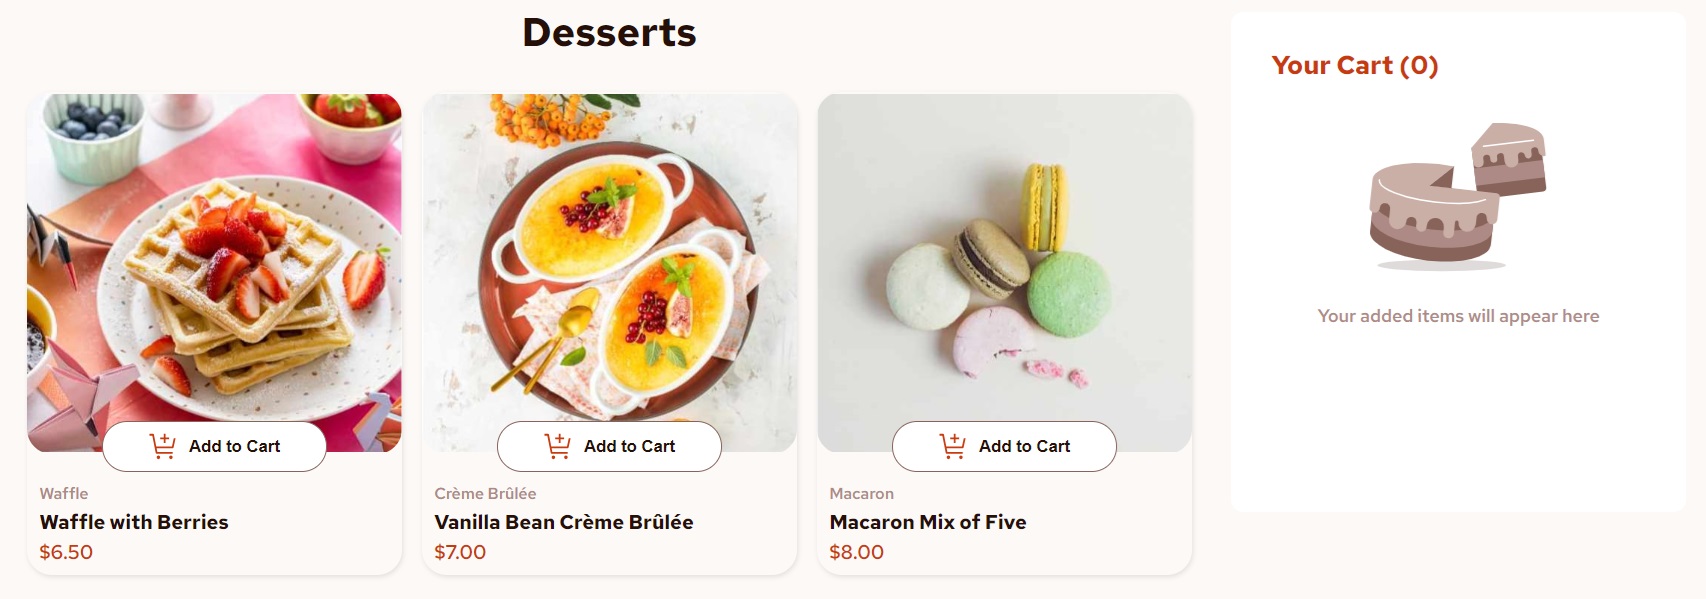 Desserts
Add to Cart
Waffle
Waffle with Berries
$6.50
Add to Cart
Crème Brûlée
Vanilla Bean Crème Brûlée
$7.00
Add to Cart
Macaron
Macaron Mix of Five
$8.00
Your Cart (0)
Your added items will appear here